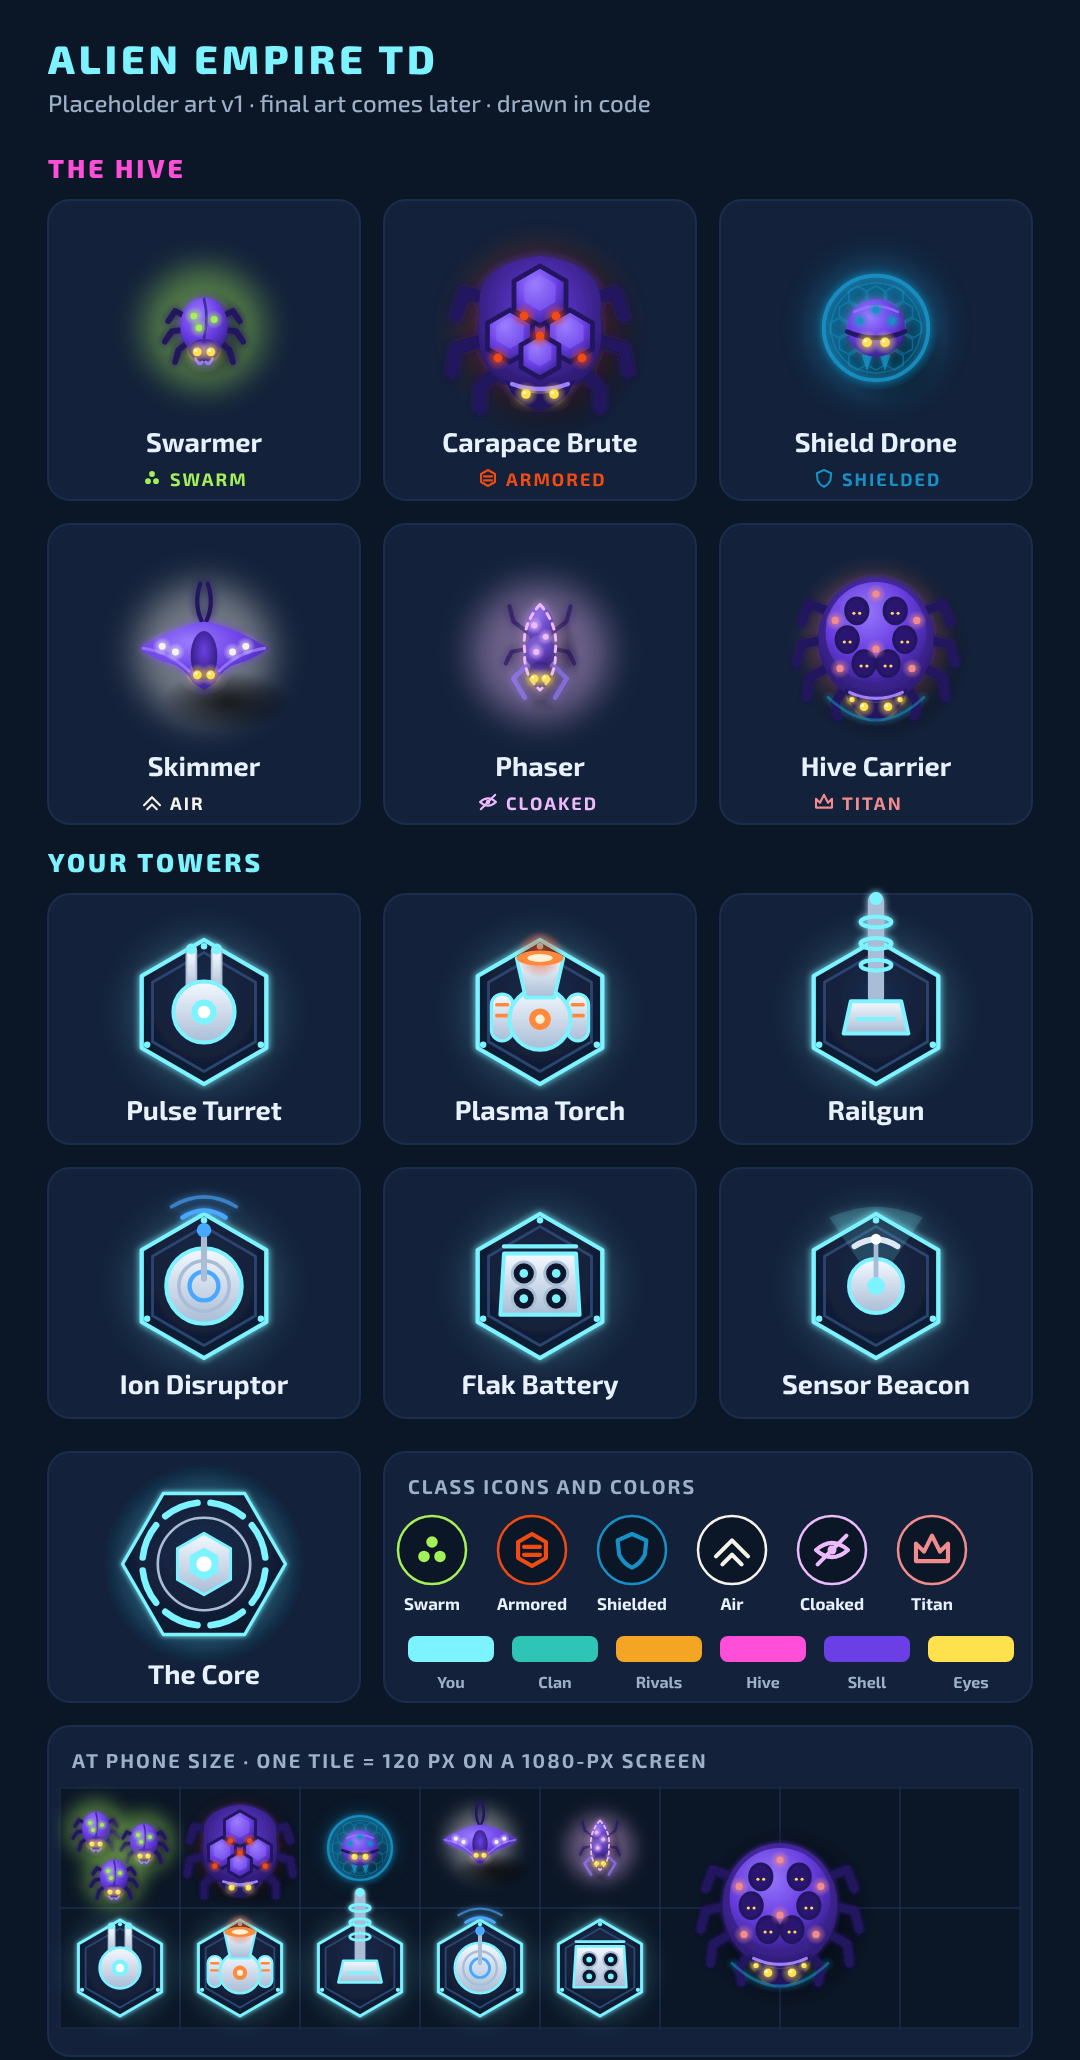 ALIEN EMPIRE TD
Placeholder art v1 · final art comes later · drawn in code
THE HIVE
Swarmer
SWARM
Carapace Brute
ARMORED
Shield Drone
SHIELDED
Skimmer
AIR
Phaser
CLOAKED
Hive Carrier
TITAN
YOUR TOWERS
Pulse Turret
Plasma Torch
Railgun
Ion Disruptor
Flak Battery
Sensor Beacon
The Core
CLASS ICONS AND COLORS
Swarm Armored Shielded Air Cloaked Titan
You Clan Rivals Hive Shell Eyes
AT PHONE SIZE · ONE TILE = 120 PX ON A 1080-PX SCREEN